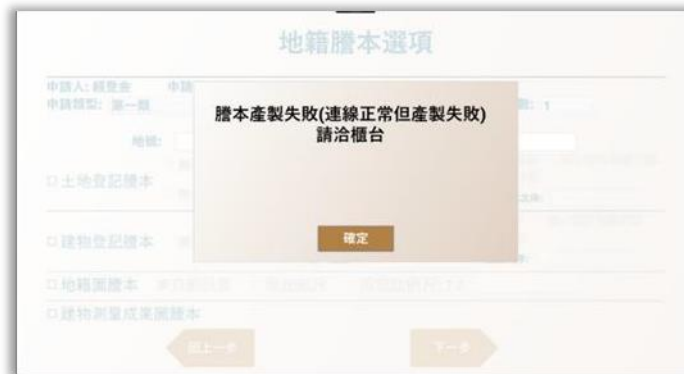 地籍謄本選項
申請人:
申請類型: 第一類
1
地號:
謄本產製失敗(連線正常但產製失敗)
請洽櫃台
□土地登記謄本
確定
□建物登記謄本
□地籍圖謄本
□建物測量成果圖謄本
回上一步
下一步